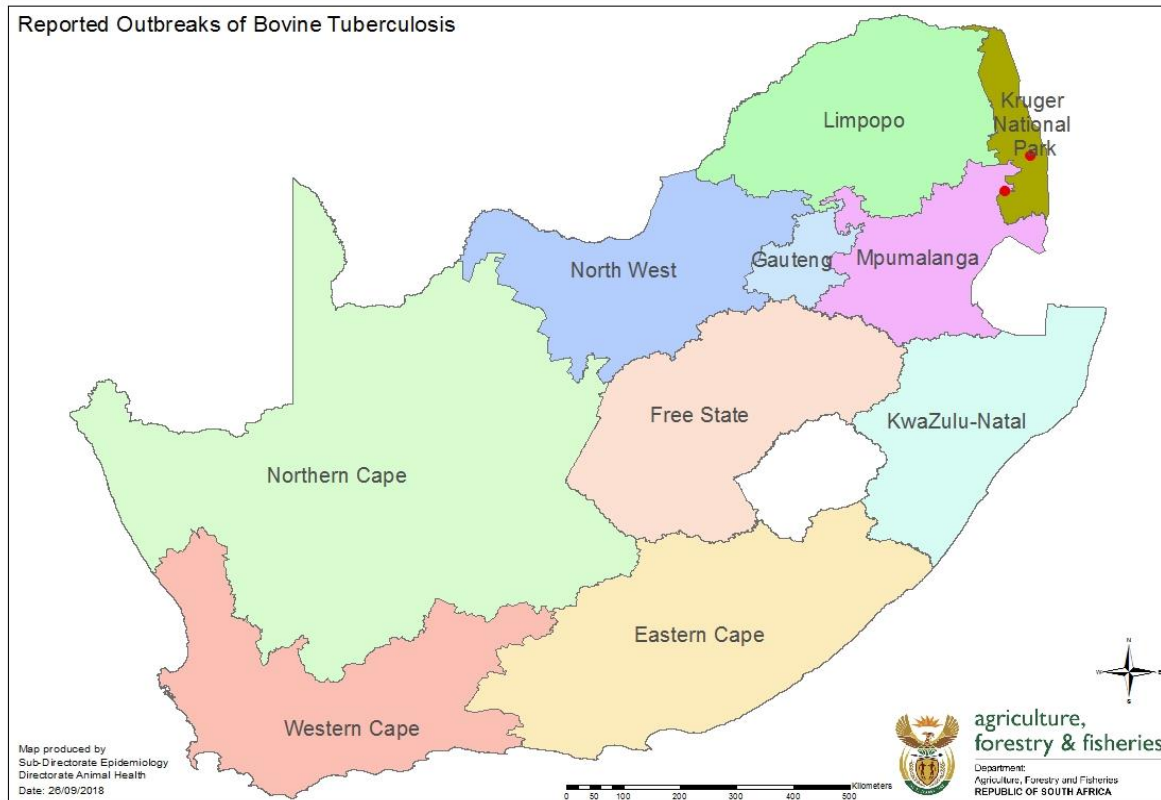 Reported Outbreaks of Bovine Tuberculosis
Kruger
National
Park
Limpopo
North West
Gauteng
Mpumalanga
Free State
KwaZulu-Natal
Northern Cape
Eastern Cape
Western Cape
N
W
E
S
Map produced by
Sub-Directorate Epidemiology
Directorate Animal Health
Date: 26/09/2018
Kilometers
0 50 100 200 300 400 500
agriculture,
forestry & fisheries
Department:
Agriculture, Forestry and Fisheries
REPUBLIC OF SOUTH AFRICA